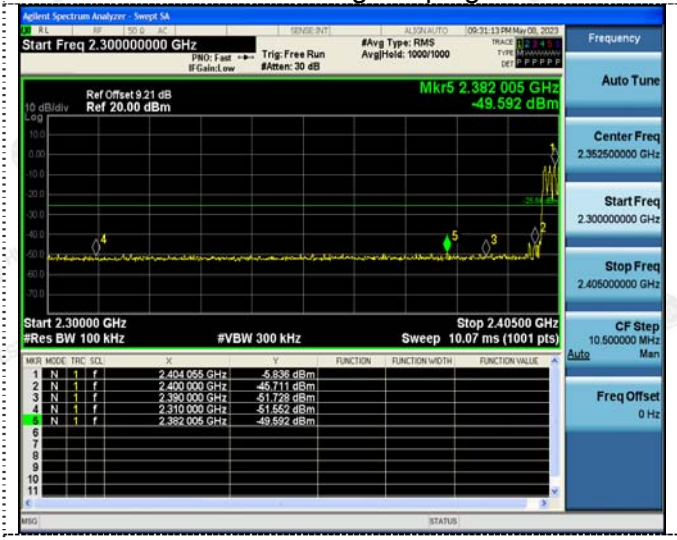 Agilent Spectrum Analyzer - Swept SA
RL RF 50 Ω AC SENSE:INT ALIGNAUTO 09:31:13 PM May 08, 2023
Start Freq 2.300000000 GHz
PNO: Fast
IFGain:Low
Trig: Free Run
#Atten: 30 dB
#Avg Type: RMS
Avg|Hold: 1000/1000
TRACE 1 2 3 4 5
TYPE
DET P P P P P P
Ref Offset 9.21 dB
10 dB/div Ref 20.00 dBm
Log
Mkr5 2.382 005 GHz
-49.592 dBm
10.0
0.00
-10.0
-20.0
-30.0
-40.0
-50.0
-60.0
-70.0
1
2
3
4
5
Start 2.30000 GHz
#Res BW 100 kHz
#VBW 300 kHz
Stop 2.40500 GHz
Sweep 10.07 ms (1001 pts)
MKR MODE TRC SCL X Y FUNCTION FUNCTION WIDTH FUNCTION VALUE
1 N 1 f 2.404 055 GHz -5.836 dBm
2 N 1 f 2.400 000 GHz -45.711 dBm
3 N 1 f 2.390 000 GHz -51.728 dBm
4 N 1 f 2.310 000 GHz -51.552 dBm
5 N 1 f 2.382 005 GHz -49.592 dBm
6
7
8
9
10
11
MSG STATUS
Frequency
Auto Tune
Center Freq
2.352500000 GHz
Start Freq
2.300000000 GHz
Stop Freq
2.405000000 GHz
CF Step
10.500000 MHz
Auto Man
Freq Offset
0 Hz